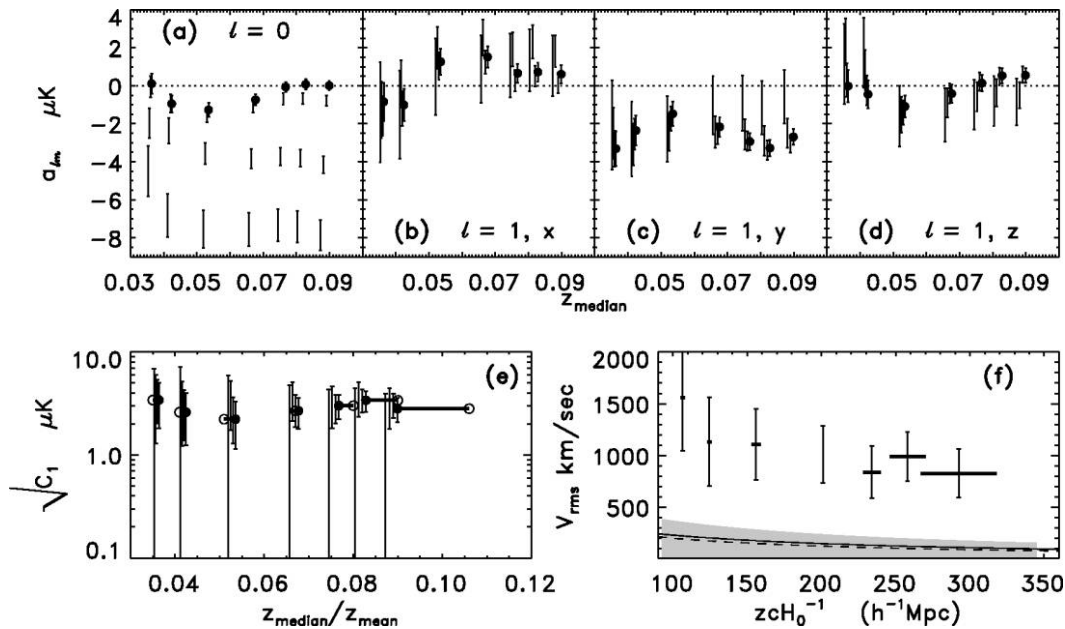 4
2
0
−2
−4
−6
−8
μK
a_lm,
(a) ℓ = 0
(b) ℓ = 1, x
(c) ℓ = 1, y
(d) ℓ = 1, z
0.03 0.05 0.07 0.09 0.05 0.07 0.09 0.05 0.07 0.09 0.05 0.07 0.09
z_median
10.0
1.0
0.1
√C₁ μK
(e)
0.04 0.06 0.08 0.10 0.12
z_median/z_mean
2000
1500
1000
500
V_rms km/sec
(f)
100 150 200 250 300 350
zcH₀⁻¹ (h⁻¹Mpc)